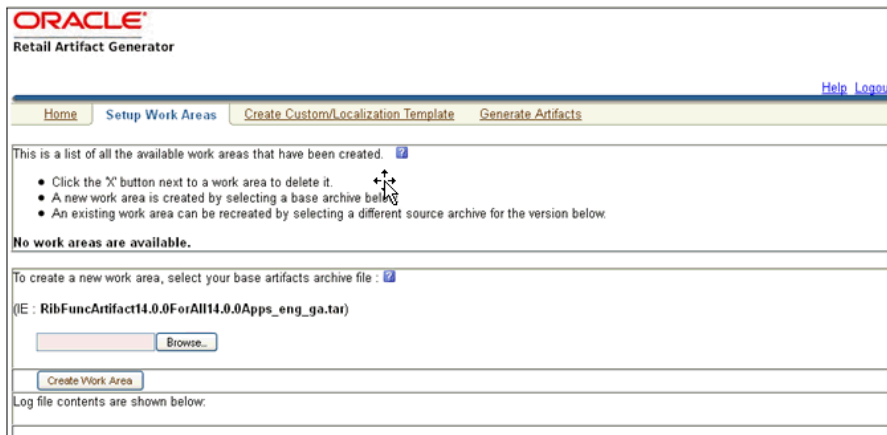 ORACLE
Retail Artifact Generator
Help Logou
Home Setup Work Areas Create Custom/Localization Template Generate Artifacts
This is a list of all the available work areas that have been created. ?
• Click the 'X' button next to a work area to delete it.
• A new work area is created by selecting a base archive below.
• An existing work area can be recreated by selecting a different source archive for the version below.
No work areas are available.
To create a new work area, select your base artifacts archive file : ?
(IE : RibFuncArtifact14.0.0ForAll14.0.0Apps_eng_ga.tar)
Browse...
Create Work Area
Log file contents are shown below: